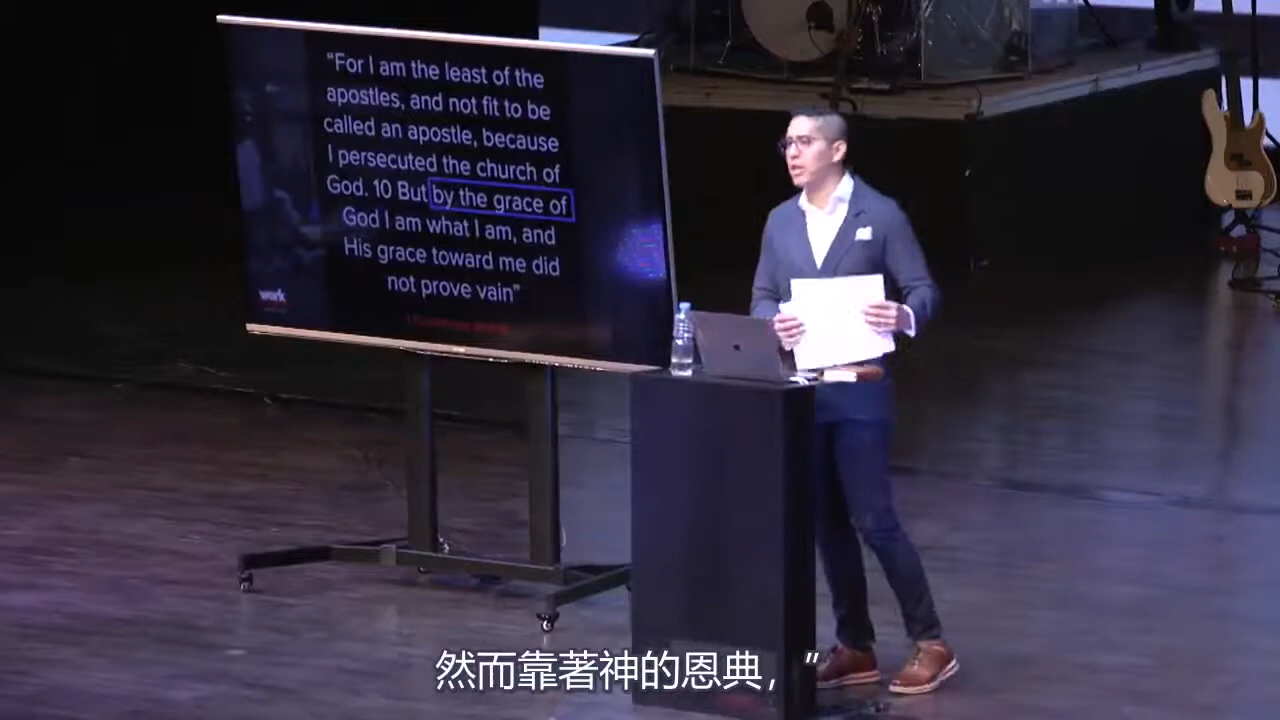 “For I am the least of the
apostles, and not fit to be
called an apostle, because
I persecuted the church of
God. 10 But by the grace of
God I am what I am, and
His grace toward me did
not prove vain”
work
然而靠著神的恩典，”